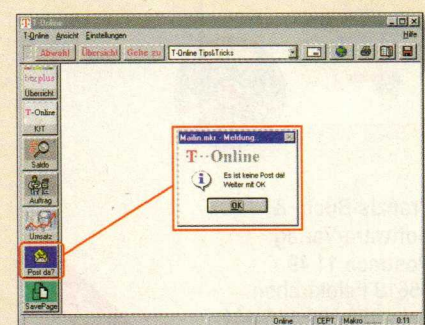 T-Online
T-Online Ansicht Einstellungen Hilfe
Abwahl Übersicht Gehe zu T-Online Tips&Tricks
Übersicht
T-Online
KIT
Saldo
Auftrag
Umsatz
Post da?
SavePage
Mailin.mkr - Meldung
T··Online
Es ist keine Post da!
Weiter mit OK
OK
Online CEPT Makro 0:11